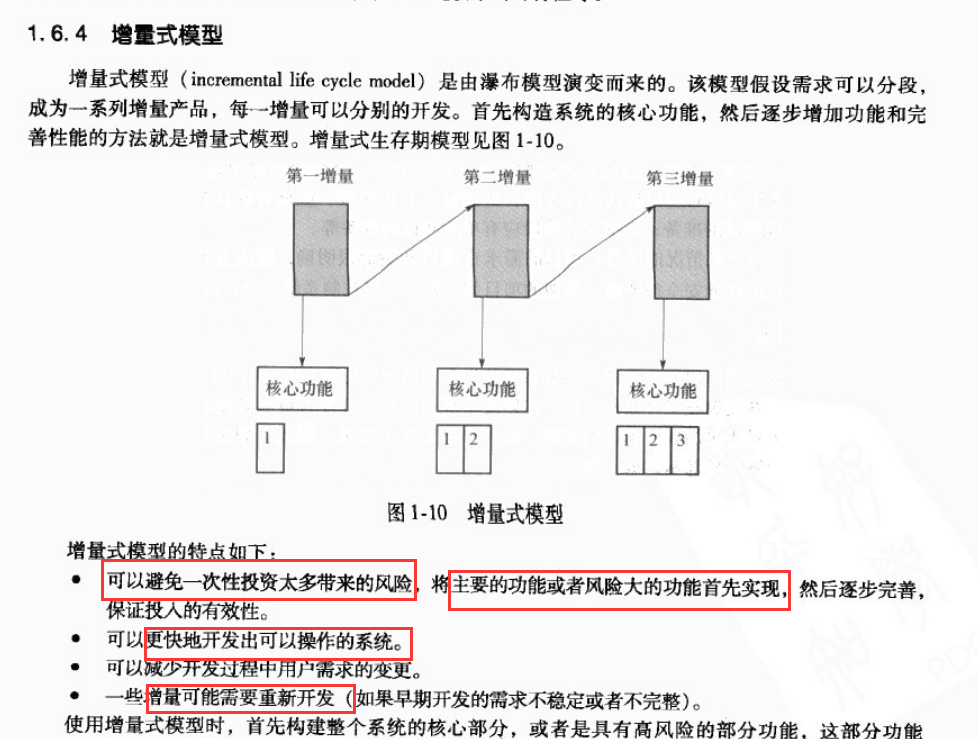 1.6.4 增量式模型
增量式模型（incremental life cycle model）是由瀑布模型演变而来的。该模型假设需求可以分段，
成为一系列增量产品，每一增量可以分别的开发。首先构造系统的核心功能，然后逐步增加功能和完
善性能的方法就是增量式模型。增量式生存期模型见图1-10。
第一增量 第二增量 第三增量
核心功能 核心功能 核心功能
1 1 2 1 2 3
图1-10 增量式模型
增量式模型的特点如下：
• 可以避免一次性投资太多带来的风险，将主要的功能或者风险大的功能首先实现，然后逐步完善，
保证投入的有效性。
• 可以更快地开发出可以操作的系统。
• 可以减少开发过程中用户需求的变更。
• 一些增量可能需要重新开发（如果早期开发的需求不稳定或者不完整）。
使用增量式模型时，首先构建整个系统的核心部分，或者是具有高风险的部分功能，这部分功能